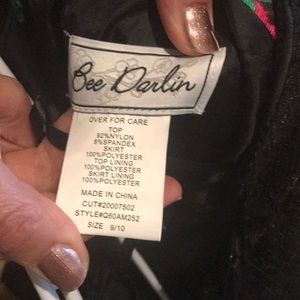 Bee Darlin
OVER FOR CARE
TOP
92%NYLON
8%SPANDEX
SKIRT
100%POLYESTER
TOP LINING
100%POLYESTER
SKIRT LINING
100%POLYESTER
MADE IN CHINA
CUT#20007502
STYLE#Q60AM252
SIZE 9/10